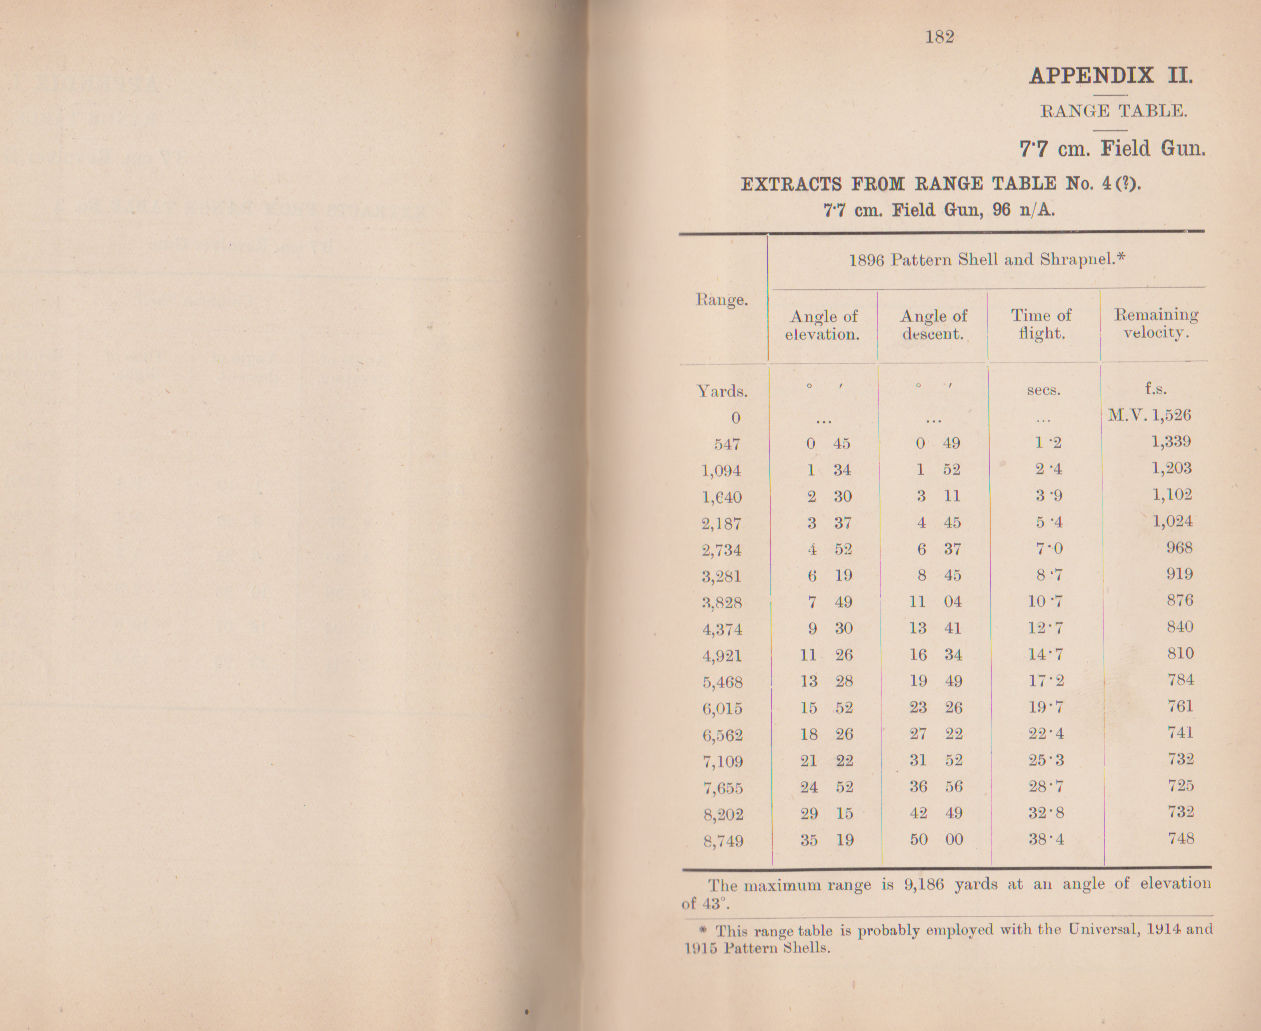 182
APPENDIX II.
RANGE TABLE.
7·7 cm. Field Gun.
EXTRACTS FROM RANGE TABLE No. 4 (?).
7·7 cm. Field Gun, 96 n/A.
1896 Pattern Shell and Shrapnel.*
Range.
Angle of elevation.
Angle of descent.
Time of flight.
Remaining velocity.
Yards. ° ′ ° ′ secs. f.s.
0 ... ... ... M.V. 1,526
547 0 45 0 49 1·2 1,339
1,094 1 34 1 52 2·4 1,203
1,640 2 30 3 11 3·9 1,102
2,187 3 37 4 45 5·4 1,024
2,734 4 52 6 37 7·0 968
3,281 6 19 8 45 8·7 919
3,828 7 49 11 04 10·7 876
4,374 9 30 13 41 12·7 840
4,921 11 26 16 34 14·7 810
5,468 13 28 19 49 17·2 784
6,015 15 52 23 26 19·7 761
6,562 18 26 27 22 22·4 741
7,109 21 22 31 52 25·3 732
7,655 24 52 36 56 28·7 725
8,202 29 15 42 49 32·8 732
8,749 35 19 50 00 38·4 748
The maximum range is 9,186 yards at an angle of elevation
of 43°.
* This range table is probably employed with the Universal, 1914 and
1915 Pattern Shells.